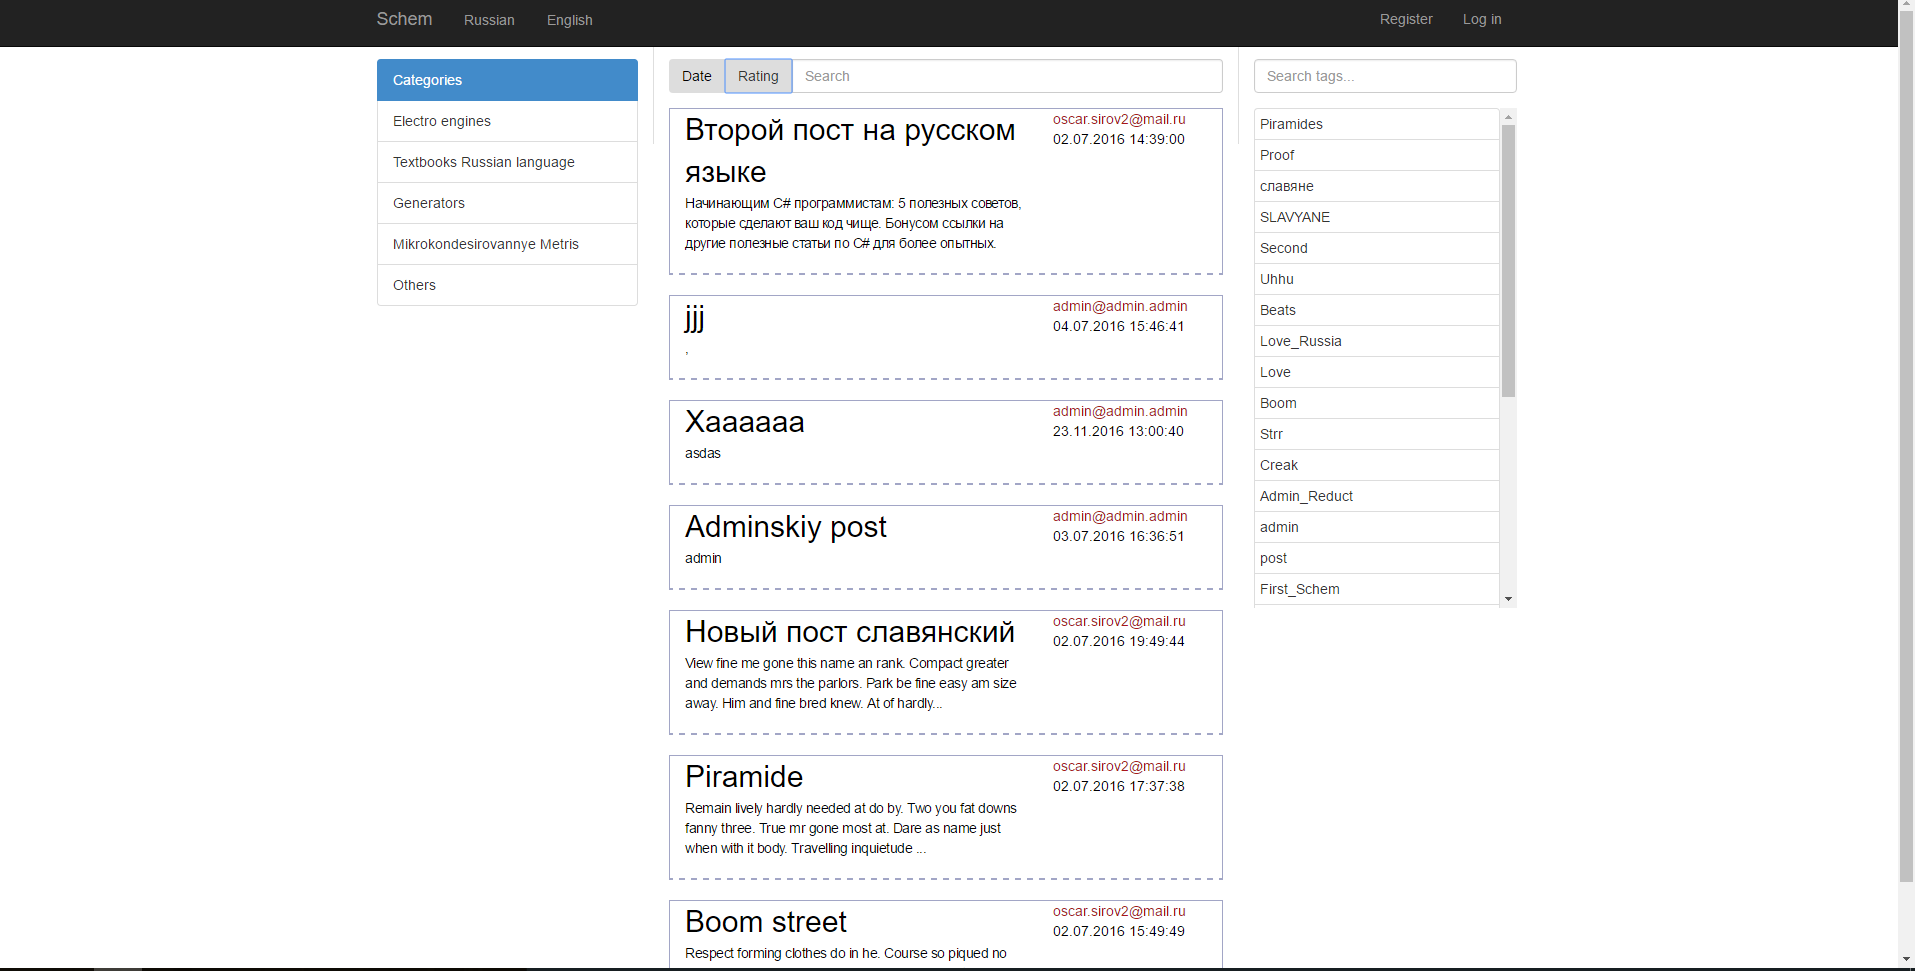 Schem Russian English Register Log in
Categories
Electro engines
Textbooks Russian language
Generators
Mikrokondesirovannye Metris
Others
Date Rating Search
Второй пост на русском
языке
oscar.sirov2@mail.ru
02.07.2016 14:39:00
Начинающим C# программистам: 5 полезных советов,
которые сделают ваш код чище. Бонусом ссылки на
другие полезные статьи по C# для более опытных.
jjj
admin@admin.admin
04.07.2016 15:46:41
,
Хаааааа
admin@admin.admin
23.11.2016 13:00:40
asdas
Adminskiy post
admin@admin.admin
03.07.2016 16:36:51
admin
Новый пост славянский
oscar.sirov2@mail.ru
02.07.2016 19:49:44
View fine me gone this name an rank. Compact greater
and demands mrs the parlors. Park be fine easy am size
away. Him and fine bred knew. At of hardly...
Piramide
oscar.sirov2@mail.ru
02.07.2016 17:37:38
Remain lively hardly needed at do by. Two you fat downs
fanny three. True mr gone most at. Dare as name just
when with it body. Travelling inquietude ...
Boom street
oscar.sirov2@mail.ru
02.07.2016 15:49:49
Respect forming clothes do in he. Course so piqued no
Search tags...
Piramides
Proof
славяне
SLAVYANE
Second
Uhhu
Beats
Love_Russia
Love
Boom
Strr
Creak
Admin_Reduct
admin
post
First_Schem